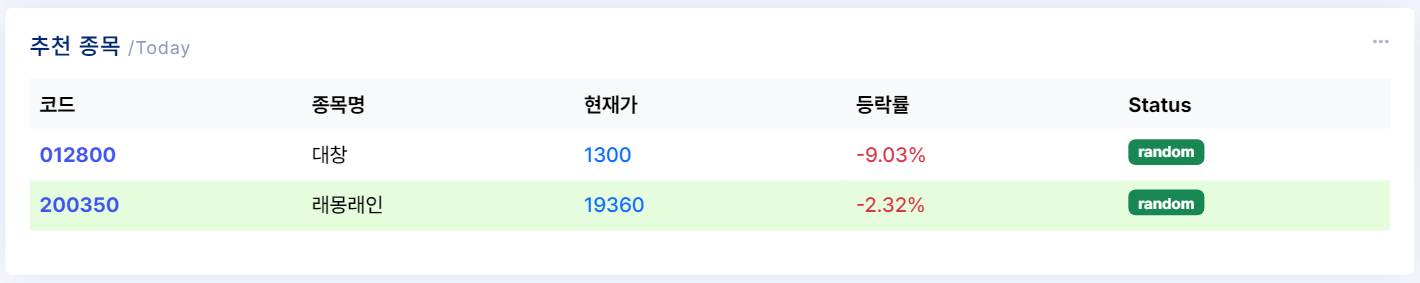 추천 종목 /Today ...
코드 종목명 현재가 등락률 Status
012800 대창 1300 -9.03% random
200350 래몽래인 19360 -2.32% random